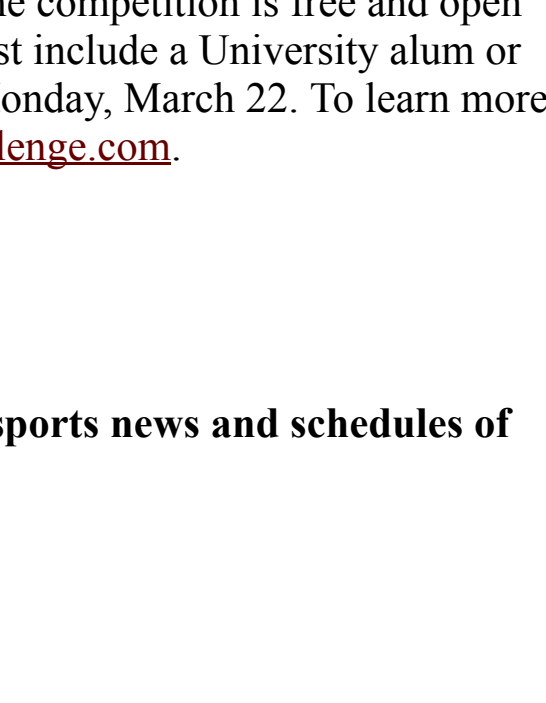 he competition is free and open
st include a University alum or
onday, March 22. To learn more
lenge.com.
sports news and schedules of